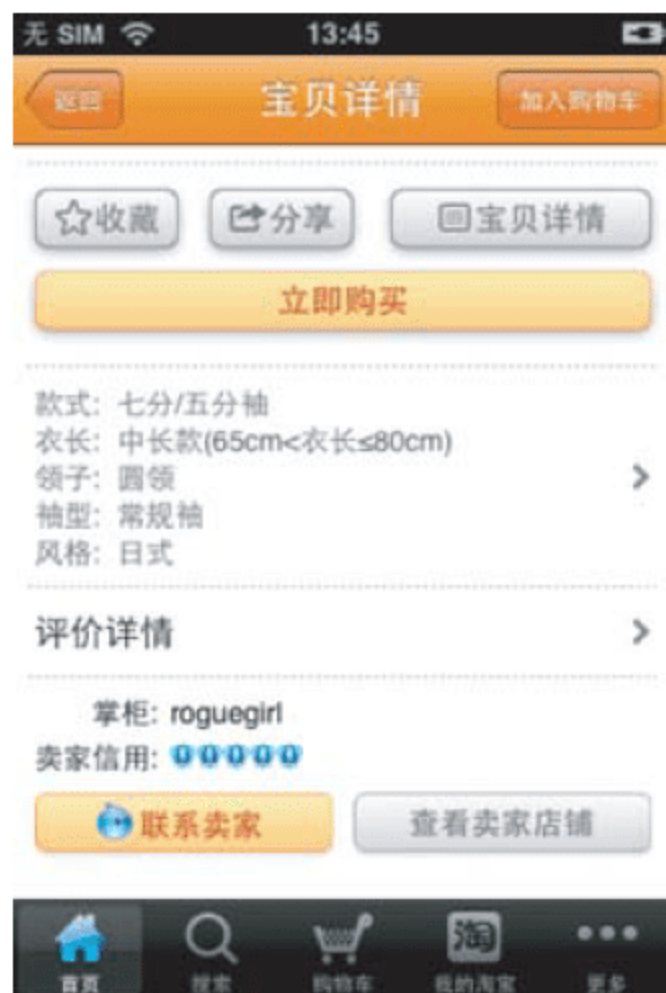 无 SIM 13:45
返回 宝贝详情 加入购物车
收藏 分享 宝贝详情
立即购买
款式: 七分/五分袖
衣长: 中长款(65cm<衣长≤80cm)
领子: 圆领
袖型: 常规袖
风格: 日式
评价详情
掌柜: roguegirl
卖家信用:
联系卖家 查看卖家店铺
淘
首页 搜索 购物车 我的淘宝 更多